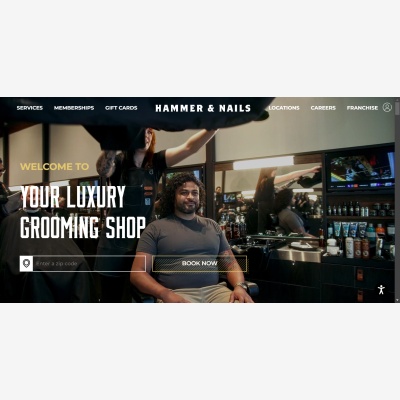 SERVICES MEMBERSHIPS GIFT CARDS HAMMER & NAILS LOCATIONS CAREERS FRANCHISE
WELCOME TO
YOUR LUXURY
GROOMING SHOP
Enter a zip code
BOOK NOW